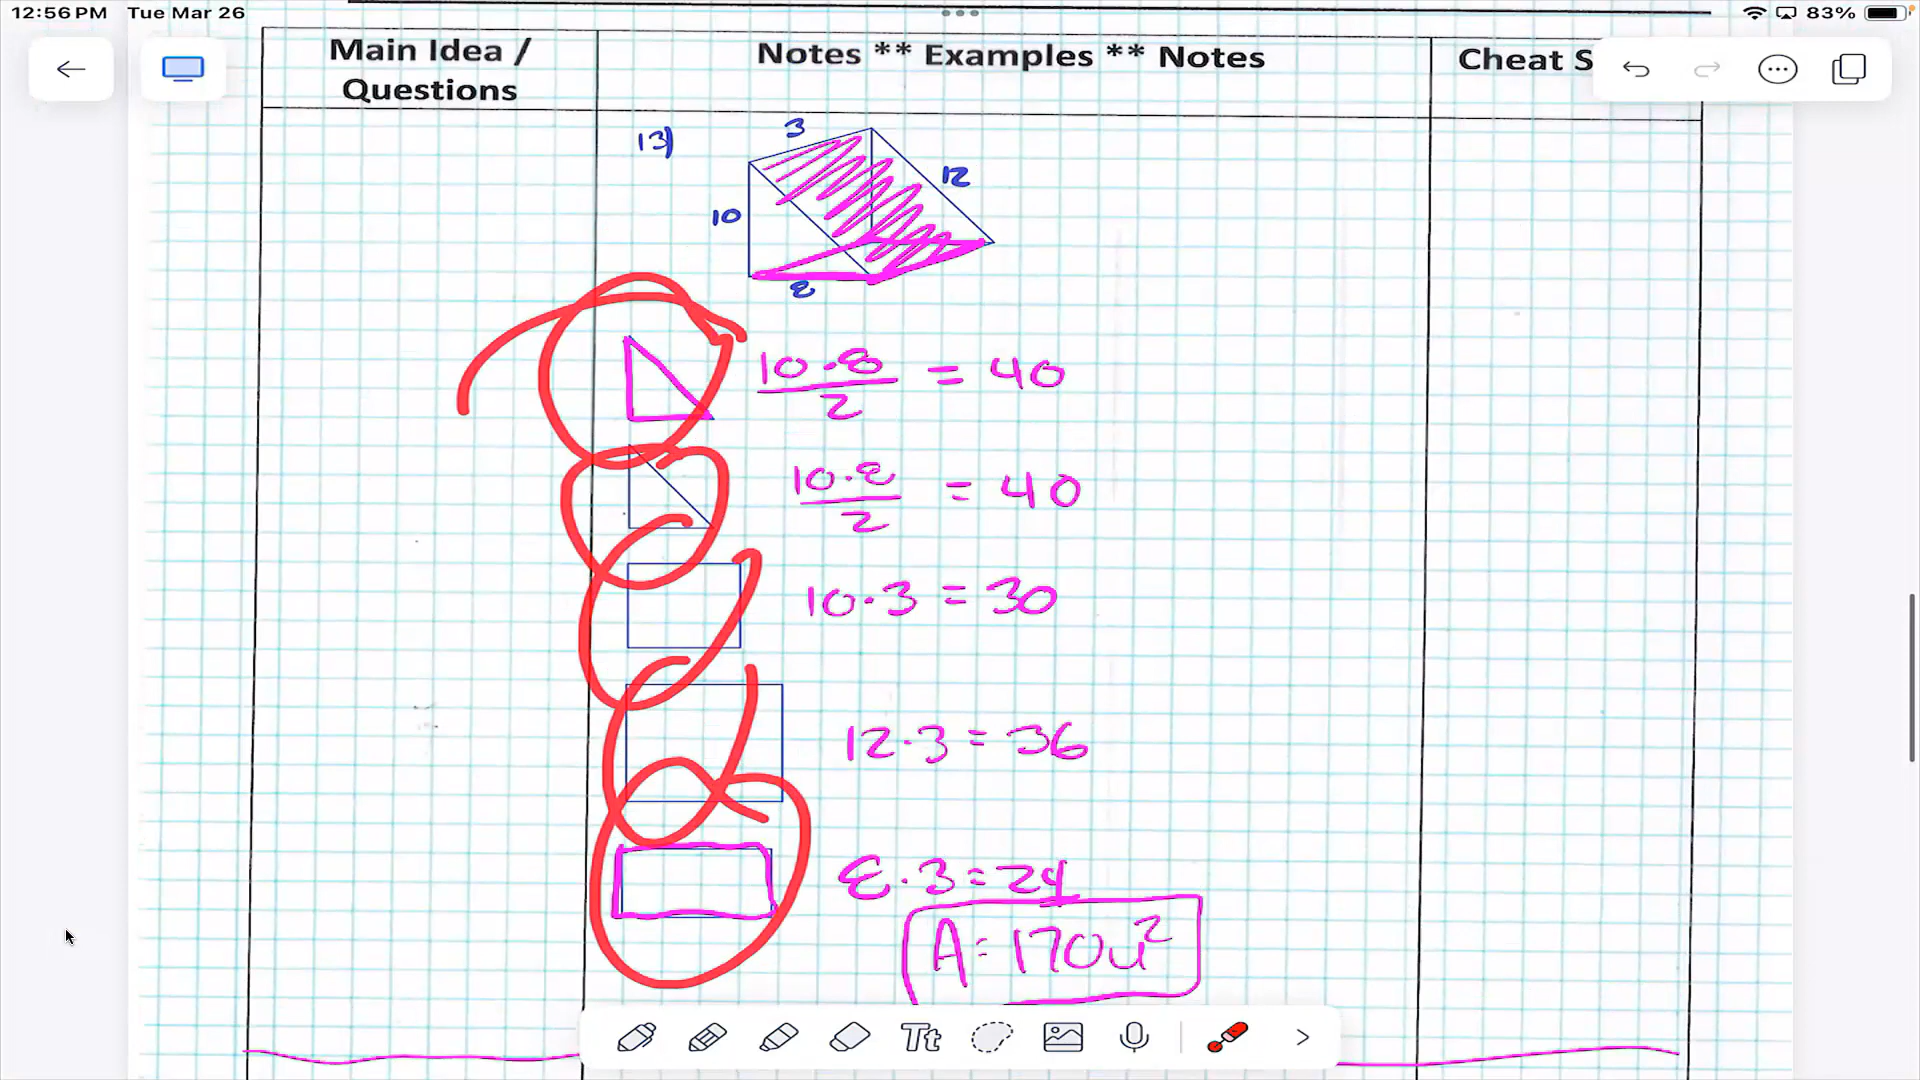 12:56 PM Tue Mar 26
83%
Main Idea /
Questions
Notes ** Examples ** Notes
Cheat S
13)
3
12
10
8
10·8
2
= 40
10·8
2
= 40
10·3 = 30
12·3 = 36
8·3 = 24
A = 170u²
Tt